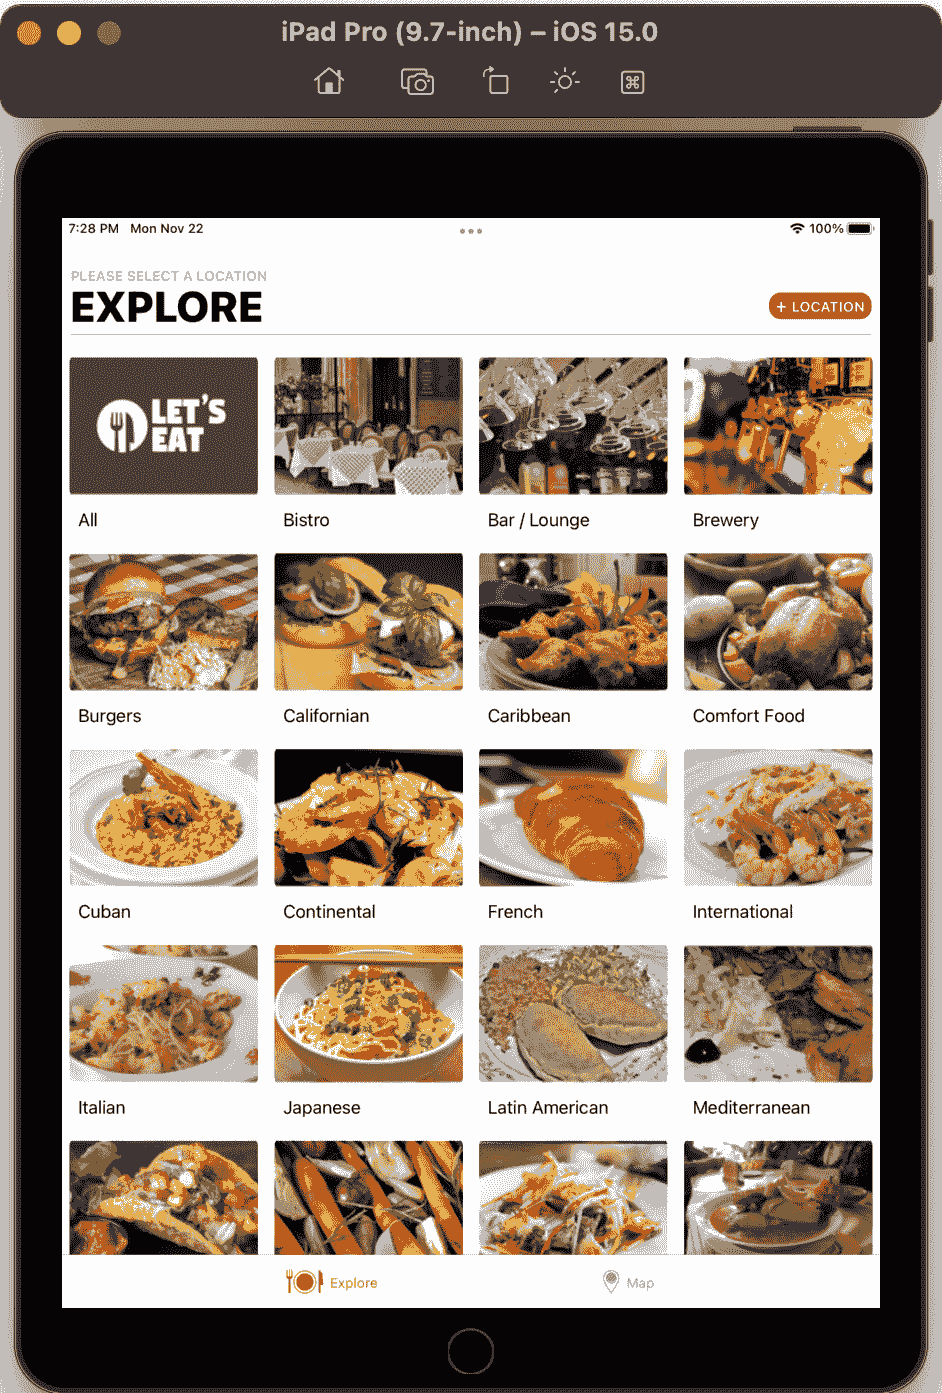 iPad Pro (9.7-inch) – iOS 15.0
7:28 PM Mon Nov 22
100%
PLEASE SELECT A LOCATION
EXPLORE
+ LOCATION
LET'S
EAT
All
Bistro
Bar / Lounge
Brewery
Burgers
Californian
Caribbean
Comfort Food
Cuban
Continental
French
International
Italian
Japanese
Latin American
Mediterranean
Explore
Map